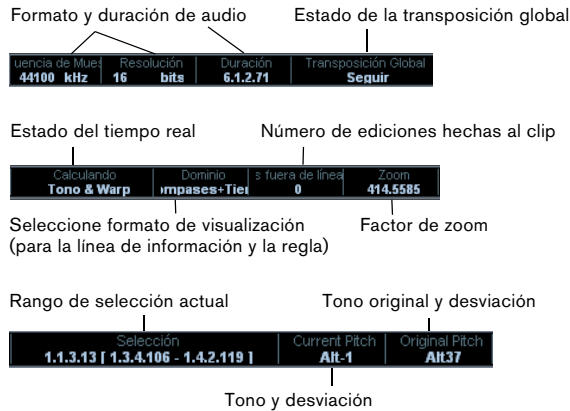 Formato y duración de audio Estado de la transposición global
uencia de Mues Resolución Duración Transposición Global
44100 kHz 16 bits 6.1.2.71 Seguir
Estado del tiempo real Número de ediciones hechas al clip
Calculando Dominio s fuera de línea Zoom
Tono & Warp ompases+Tier 0 414.5585
Seleccione formato de visualización Factor de zoom
(para la línea de información y la regla)
Rango de selección actual Tono original y desviación
Selección Current Pitch Original Pitch
1.1.3.13 [ 1.3.4.106 - 1.4.2.119 ] Alt-1 Alt37
Tono y desviación